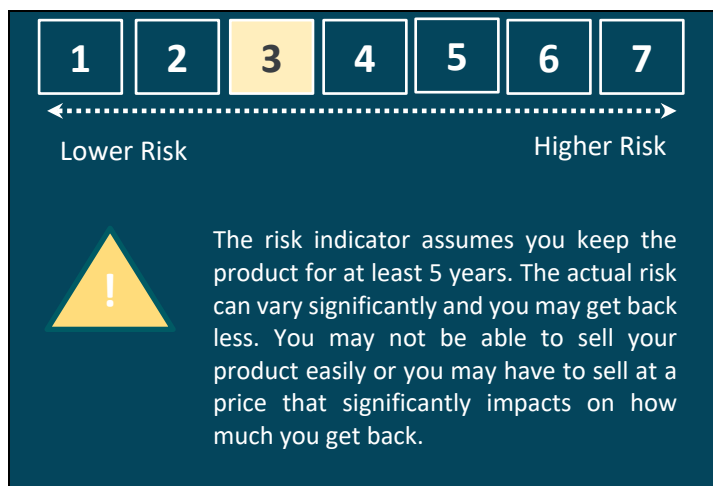 1 2 3 4 5 6 7
Lower Risk Higher Risk
!
The risk indicator assumes you keep the
product for at least 5 years. The actual risk
can vary significantly and you may get back
less. You may not be able to sell your
product easily or you may have to sell at a
price that significantly impacts on how
much you get back.